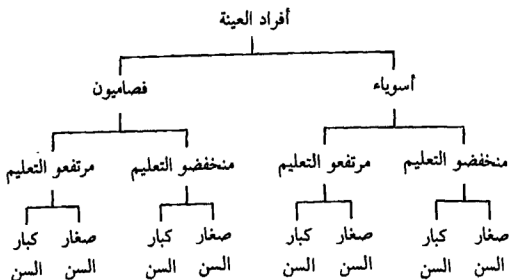 أفراد العينة
أسوياء فصاميون
منخفضو التعليم مرتفعو التعليم منخفضو التعليم مرتفعو التعليم
صغار كبار صغار كبار صغار كبار صغار كبار
السن السن السن السن السن السن السن السن